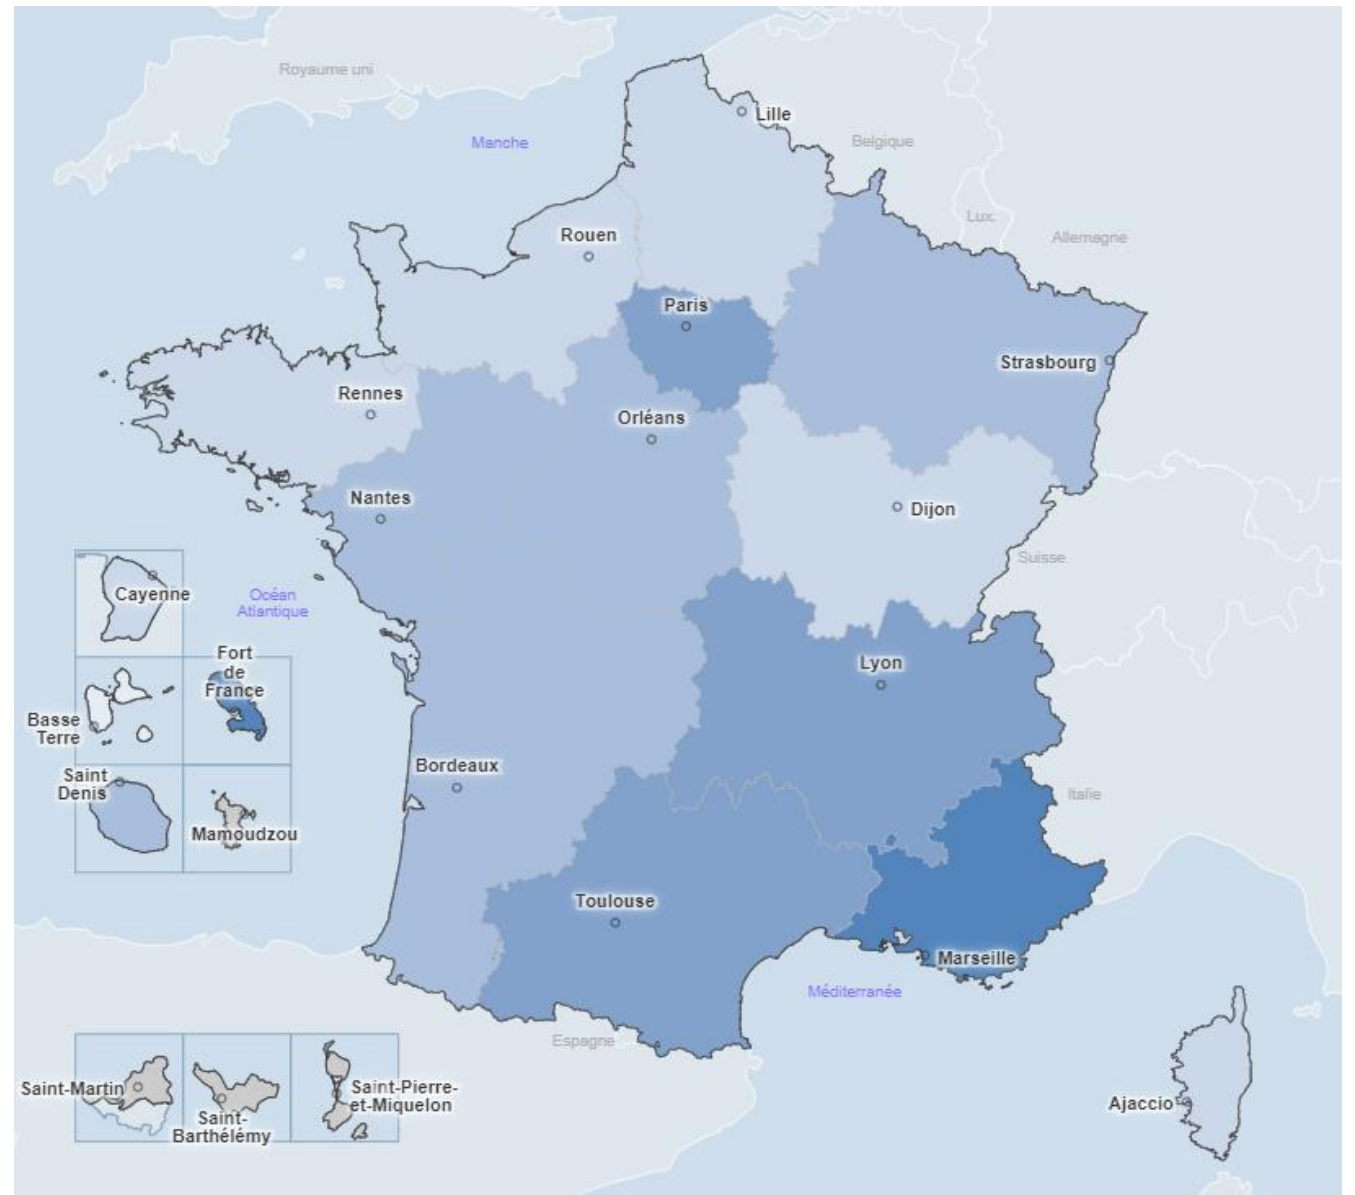 Royaume uni
Lille
Manche
Belgique
Lux.
Allemagne
Rouen
Paris
Strasbourg
Rennes
Orléans
Nantes
Dijon
Suisse
Cayenne
Océan
Atlantique
Fort
de
France
Lyon
Basse
Terre
Bordeaux
Saint
Denis
Italie
Mamoudzou
Toulouse
Marseille
Méditerranée
Espagne
Saint-Martin
Saint-
Barthélémy
Saint-Pierre-
et-Miquelon
Ajaccio